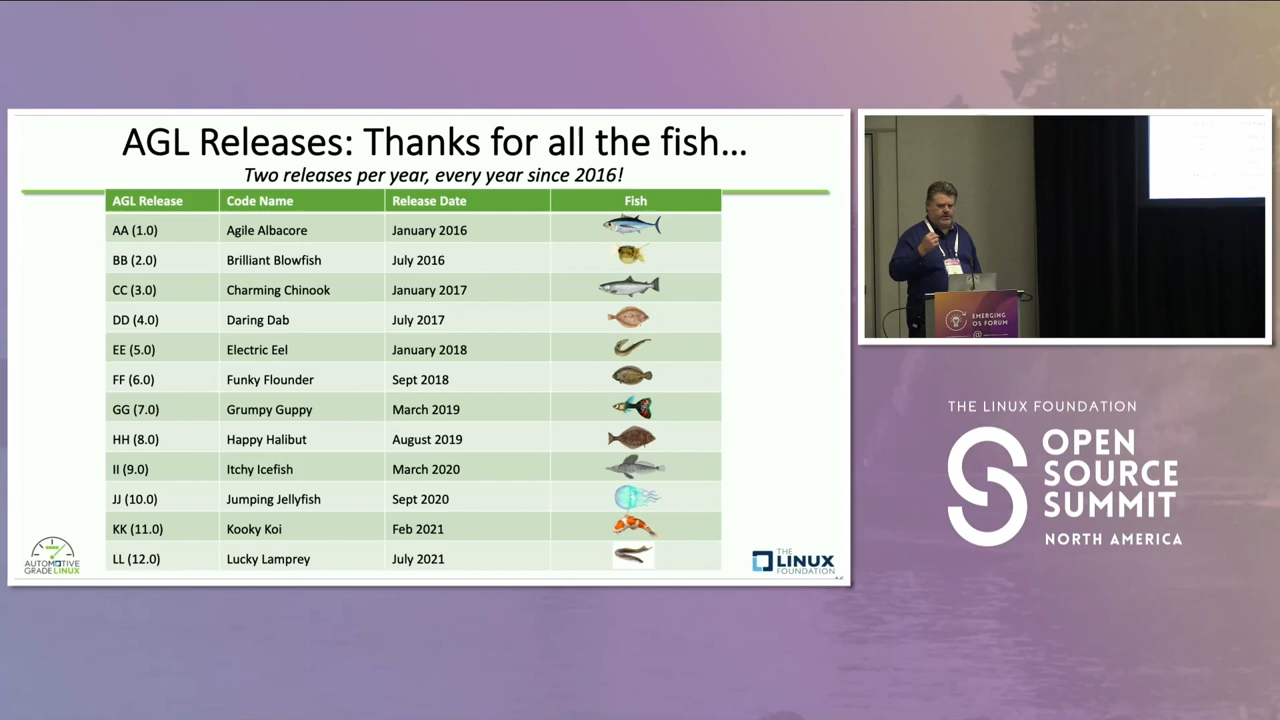 AGL Releases: Thanks for all the fish...
Two releases per year, every year since 2016!
AGL Release Code Name Release Date Fish
AA (1.0) Agile Albacore January 2016
BB (2.0) Brilliant Blowfish July 2016
CC (3.0) Charming Chinook January 2017
DD (4.0) Daring Dab July 2017
EE (5.0) Electric Eel January 2018
FF (6.0) Funky Flounder Sept 2018
GG (7.0) Grumpy Guppy March 2019
HH (8.0) Happy Halibut August 2019
II (9.0) Itchy Icefish March 2020
JJ (10.0) Jumping Jellyfish Sept 2020
KK (11.0) Kooky Koi Feb 2021
LL (12.0) Lucky Lamprey July 2021
AUTOMOTIVE
GRADELINUX
THE
LINUX
FOUNDATION
EMERGING
OS FORUM
@
THE LINUX FOUNDATION
OPEN
SOURCE
SUMMIT
NORTH AMERICA